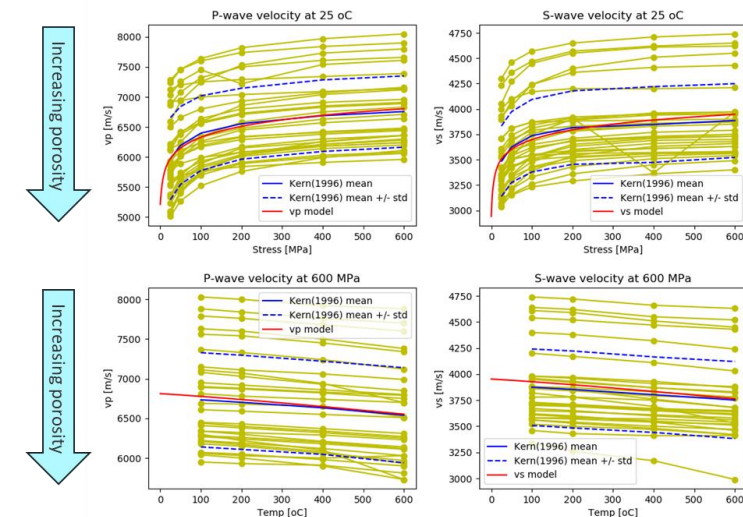 Increasing porosity
P-wave velocity at 25 oC
vp [m/s]
8000
7500
7000
6500
6000
5500
5000
Kern(1996) mean
Kern(1996) mean +/- std
vp model
0 100 200 300 400 500 600
Stress [MPa]
S-wave velocity at 25 oC
vs [m/s]
4750
4500
4250
4000
3750
3500
3250
3000
Kern(1996) mean
Kern(1996) mean +/- std
vs model
0 100 200 300 400 500 600
Stress [MPa]
Increasing porosity
P-wave velocity at 600 MPa
vp [m/s]
8000
7500
7000
6500
6000
Kern(1996) mean
Kern(1996) mean +/- std
vp model
0 100 200 300 400 500 600
Temp [oC]
S-wave velocity at 600 MPa
vs [m/s]
4750
4500
4250
4000
3750
3500
3250
3000
Kern(1996) mean
Kern(1996) mean +/- std
vs model
0 100 200 300 400 500 600
Temp [oC]